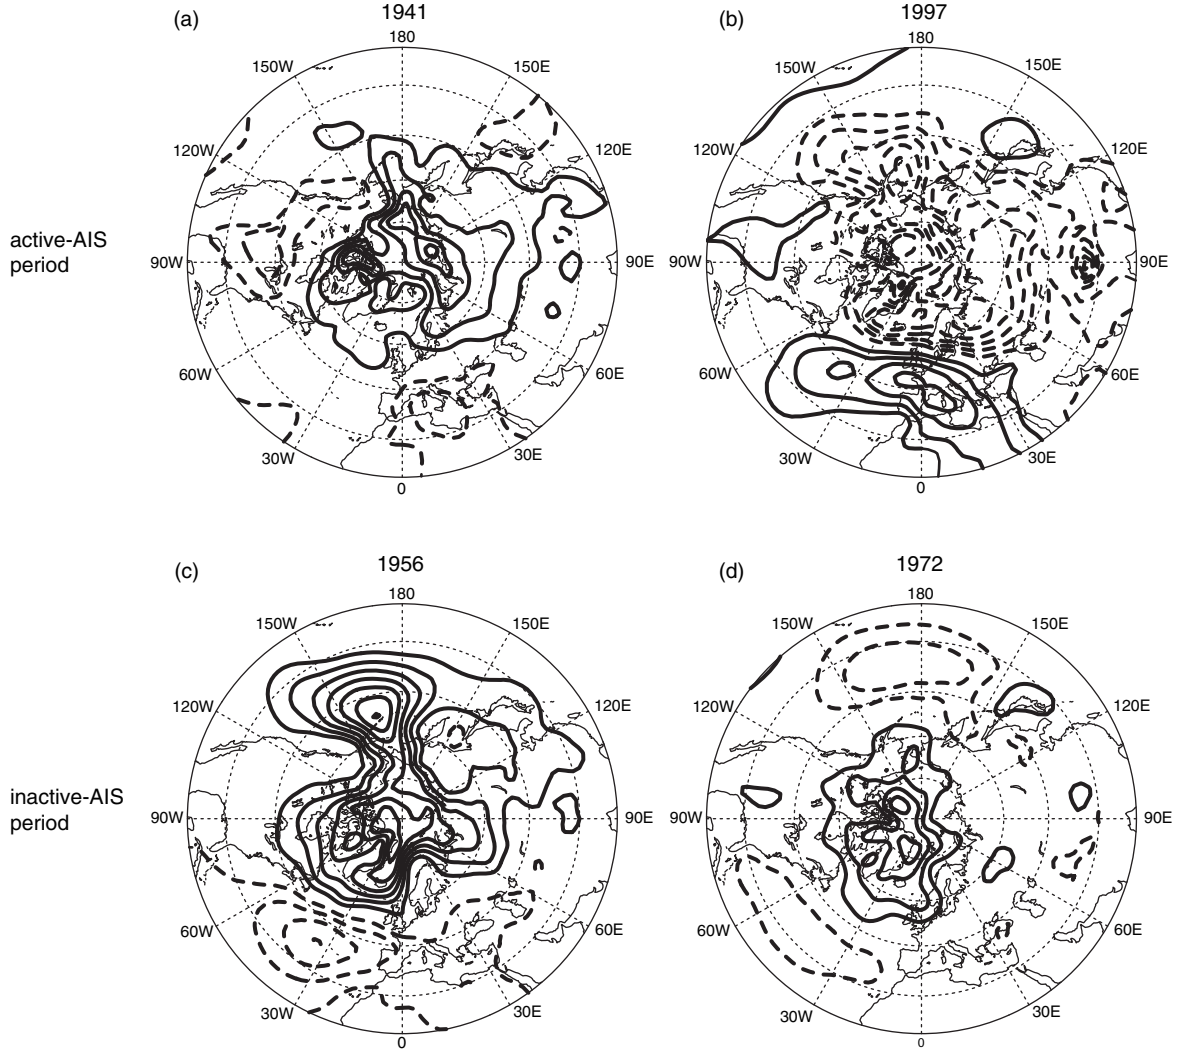 (a) 1941 (b) 1997
180 180
150W 150E 150W 150E
120W 120E 120W 120E
active-AIS
period
90W 90E 90W 90E
60W 60E 60W 60E
30W 30E 30W 30E
0 0
(c) 1956 (d) 1972
180 180
150W 150E 150W 150E
120W 120E 120W 120E
inactive-AIS
period
90W 90E 90W 90E
60W 60E 60W 60E
30W 30E 30W 30E
0 0